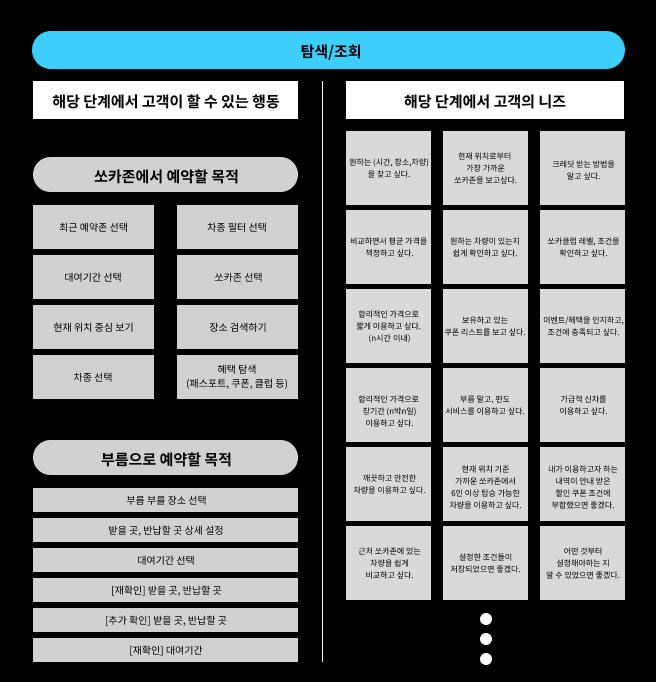 탐색/조회
해당 단계에서 고객이 할 수 있는 행동
쏘카존에서 예약할 목적
최근 예약존 선택
차종 필터 선택
대여기간 선택
쏘카존 선택
현재 위치 중심 보기
장소 검색하기
차종 선택
혜택 탐색
(패스포트, 쿠폰, 클럽 등)
부름으로 예약할 목적
부름 부를 장소 선택
받을 곳, 반납할 곳 상세 설정
대여기간 선택
[재확인] 받을 곳, 반납할 곳
[추가 확인] 받을 곳, 반납할 곳
[재확인] 대여기간
해당 단계에서 고객의 니즈
원하는 (시간, 장소,차량)
을 찾고 싶다.
현재 위치로부터
가장 가까운
쏘카존을 보고싶다.
크레딧 받는 방법을
알고 싶다.
비교하면서 평균 가격을
책정하고 싶다.
원하는 차량이 있는지
쉽게 확인하고 싶다.
쏘카클럽 레벨, 조건을
확인하고 싶다.
합리적인 가격으로
짧게 이용하고 싶다.
(n시간 이내)
보유하고 있는
쿠폰 리스트를 보고 싶다.
이벤트/혜택을 인지하고,
조건에 충족되고 싶다.
합리적인 가격으로
장기간 (n박n일)
이용하고 싶다.
부름 말고, 편도
서비스를 이용하고 싶다.
가급적 신차를
이용하고 싶다.
깨끗하고 안전한
차량을 이용하고 싶다.
현재 위치 기준
가까운 쏘카존에서
6인 이상 탑승 가능한
차량을 이용하고 싶다.
내가 이용하고자 하는
내역이 안내 받은
할인 쿠폰 조건에
부합했으면 좋겠다.
근처 쏘카존에 있는
차량을 쉽게
비교하고 싶다.
설정한 조건들이
저장되었으면 좋겠다.
어떤 것부터
설정해야하는 지
알 수 있었으면 좋겠다.